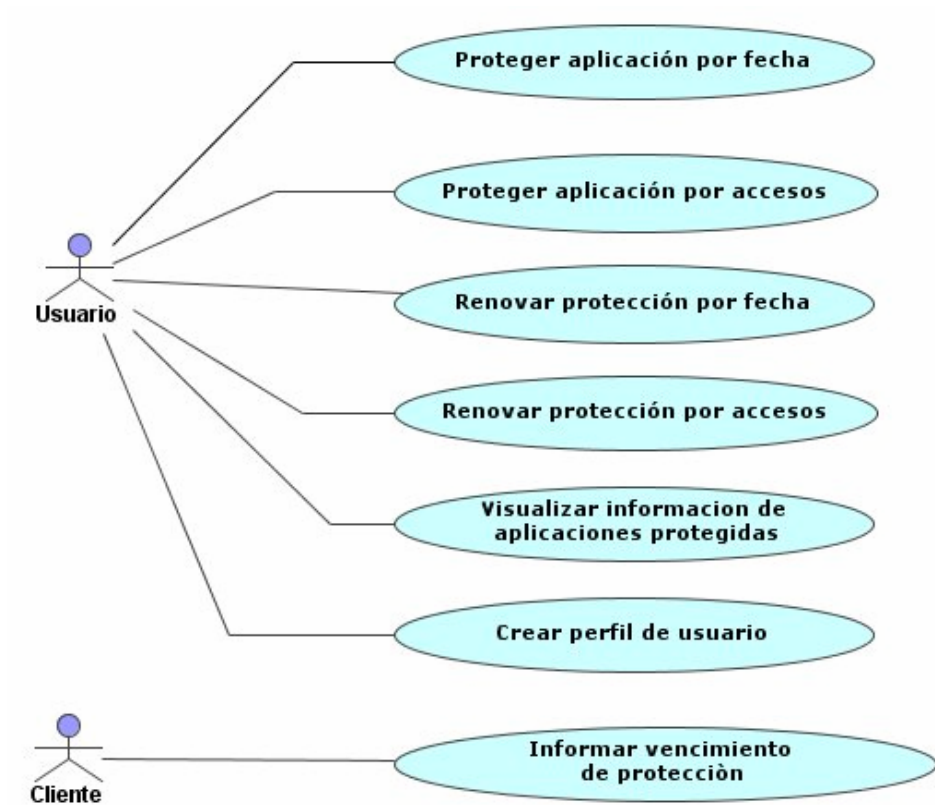 Proteger aplicación por fecha
Proteger aplicación por accesos
Usuario
Renovar protección por fecha
Renovar protección por accesos
Visualizar informacion de
aplicaciones protegidas
Crear perfil de usuario
Cliente
Informar vencimiento
de protecciòn